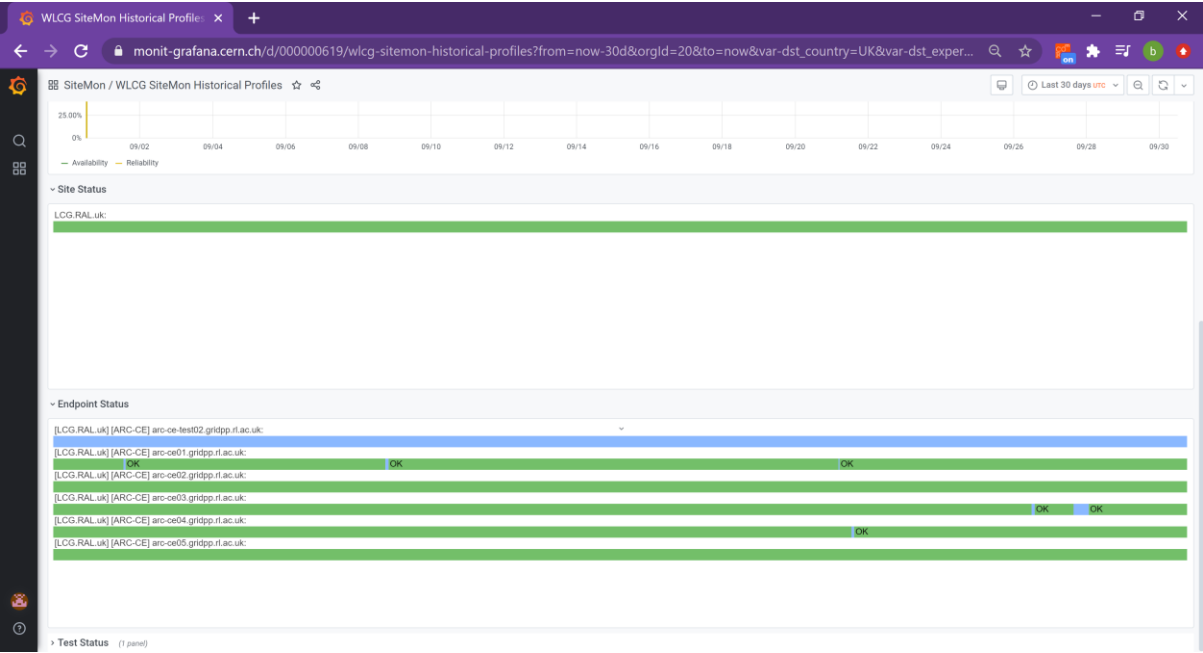 WLCG SiteMon Historical Profiles
monit-grafana.cern.ch/d/000000619/wlcg-sitemon-historical-profiles?from=now-30d&orgId=20&to=now&var-dst_country=UK&var-dst_exper...
on
b
SiteMon / WLCG SiteMon Historical Profiles
Last 30 days UTC
25.00%
0%
09/02 09/04 09/06 09/08 09/10 09/12 09/14 09/16 09/18 09/20 09/22 09/24 09/26 09/28 09/30
Availability Reliability
Site Status
LCG.RAL.uk:
Endpoint Status
[LCG.RAL.uk] [ARC-CE] arc-ce-test02.gridpp.rl.ac.uk:
[LCG.RAL.uk] [ARC-CE] arc-ce01.gridpp.rl.ac.uk:
OK OK OK
[LCG.RAL.uk] [ARC-CE] arc-ce02.gridpp.rl.ac.uk:
[LCG.RAL.uk] [ARC-CE] arc-ce03.gridpp.rl.ac.uk:
OK OK
[LCG.RAL.uk] [ARC-CE] arc-ce04.gridpp.rl.ac.uk:
OK
[LCG.RAL.uk] [ARC-CE] arc-ce05.gridpp.rl.ac.uk:
Test Status (1 panel)